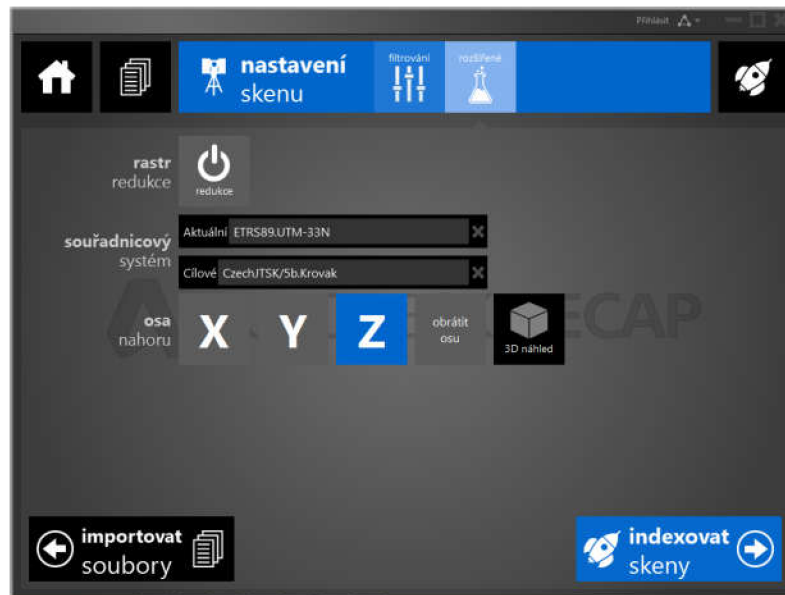 Přihlásit
nastavení
skenu
filtrování
rozšířené
rastr
redukce
redukce
souřadnicový
systém
Aktuální ETRS89.UTM-33N
Cílové CzechJTSK/5b.Krovak
osa
nahoru
X Y Z
obrátit
osu
3D náhled
ECAP
importovat
soubory
indexovat
skeny